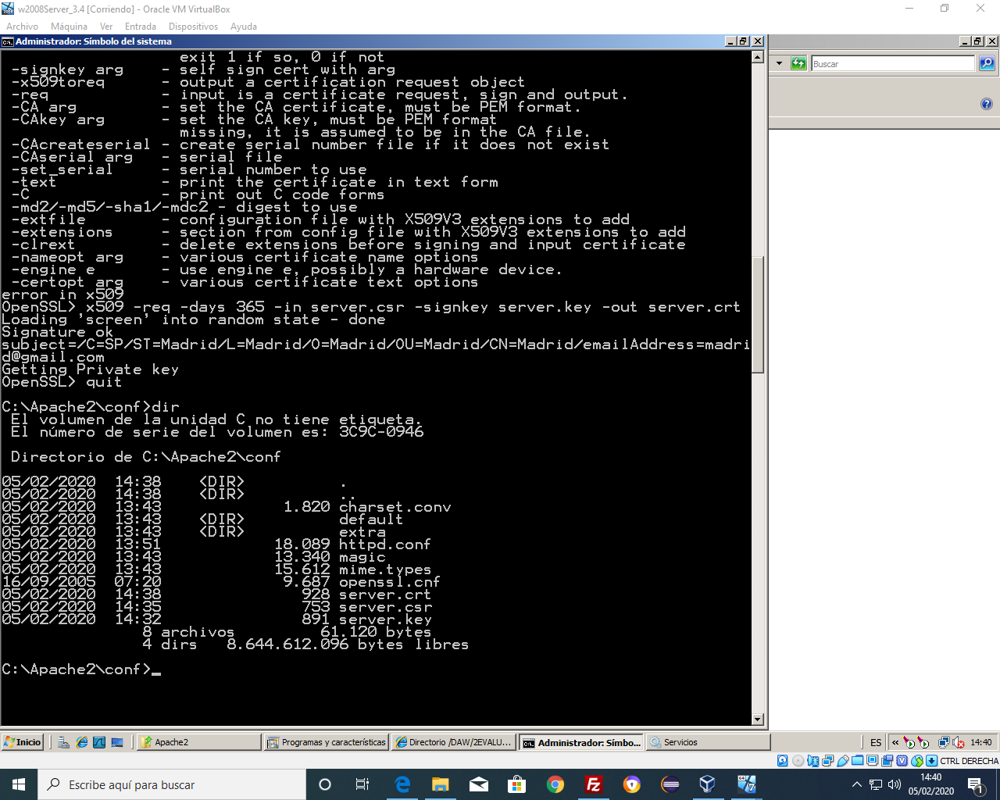 w2008Server_3.4 [Corriendo] - Oracle VM VirtualBox
Archivo Máquina Ver Entrada Dispositivos Ayuda
Administrador: Símbolo del sistema
exit 1 if so, 0 if not
-signkey arg - self sign cert with arg
-x509toreq - output a certification request object
-req - input is a certificate request, sign and output.
-CA arg - set the CA certificate, must be PEM format.
-CAkey arg - set the CA key, must be PEM format
missing, it is assumed to be in the CA file.
-CAcreateserial - create serial number file if it does not exist
-CAserial arg - serial file
-set_serial - serial number to use
-text - print the certificate in text form
-C - print out C code forms
-md2/-md5/-sha1/-mdc2 - digest to use
-extfile - configuration file with X509V3 extensions to add
-extensions - section from config file with X509V3 extensions to add
-clrext - delete extensions before signing and input certificate
-nameopt arg - various certificate name options
-engine e - use engine e, possibly a hardware device.
-certopt arg - various certificate text options
error in x509
OpenSSL> x509 -req -days 365 -in server.csr -signkey server.key -out server.crt
Loading 'screen' into random state - done
Signature ok
subject=/C=SP/ST=Madrid/L=Madrid/O=Madrid/OU=Madrid/CN=Madrid/emailAddress=madri
d@gmail.com
Getting Private key
OpenSSL> quit
C:\Apache2\conf>dir
El volumen de la unidad C no tiene etiqueta.
El número de serie del volumen es: 3C9C-0946
Directorio de C:\Apache2\conf
05/02/2020 14:38 <DIR> .
05/02/2020 14:38 <DIR> ..
05/02/2020 13:43 1.820 charset.conv
05/02/2020 13:43 <DIR> default
05/02/2020 13:43 <DIR> extra
05/02/2020 13:51 18.089 httpd.conf
05/02/2020 13:43 13.340 magic
05/02/2020 13:43 15.612 mime.types
16/09/2005 07:20 9.687 openssl.cnf
05/02/2020 14:38 928 server.crt
05/02/2020 14:35 753 server.csr
05/02/2020 14:32 891 server.key
8 archivos 61.120 bytes
4 dirs 8.644.612.096 bytes libres
C:\Apache2\conf>_
Buscar
Inicio Apache2 Programas y características Directorio /DAW/2EVALU... Administrador: Símbo... Servicios ES « 14:40
CTRL DERECHA
Escribe aquí para buscar
14:40
05/02/2020
1